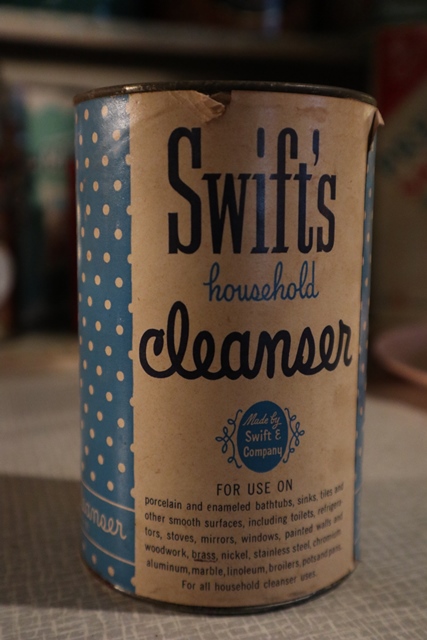 Swift's
household
cleanser
Made by
Swift &
Company
FOR USE ON
porcelain and enameled bathtubs, sinks, tiles and
other smooth surfaces, including toilets, refrigera-
tors, stoves, mirrors, windows, painted walls and
woodwork, brass, nickel, stainless steel, chromium
aluminum, marble, linoleum, broilers, pots and pans.
For all household cleanser uses.
cleanser